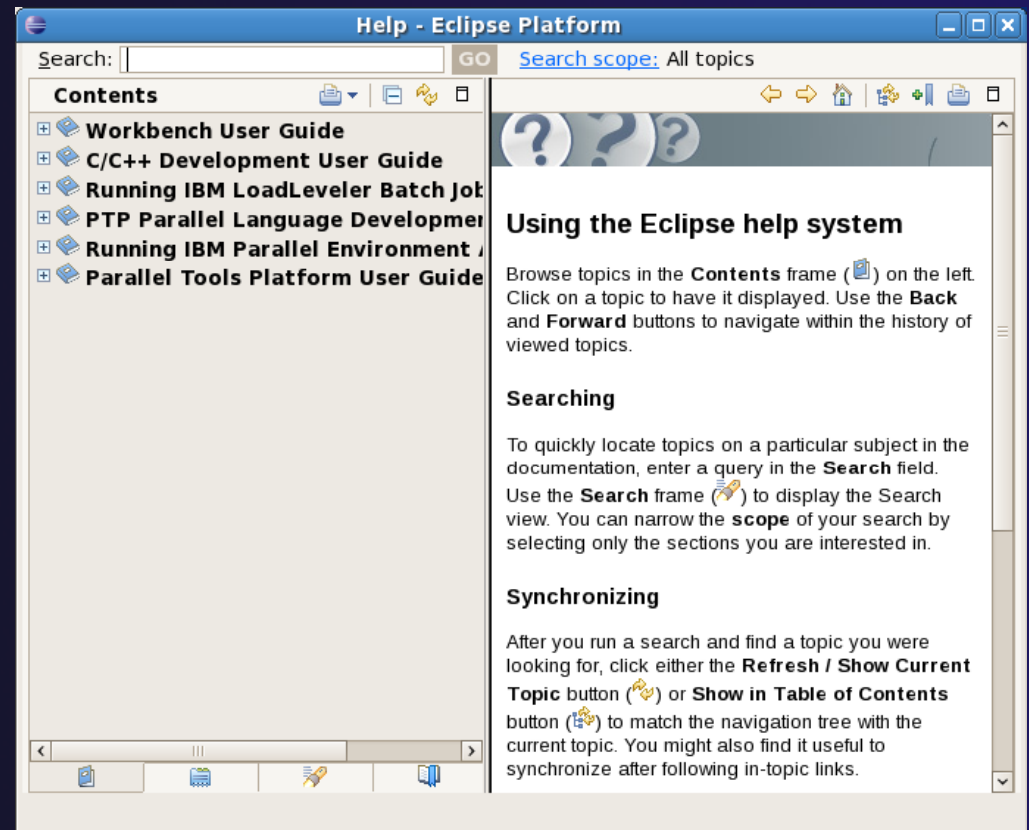 Help - Eclipse Platform
Search:
GO
Search scope: All topics
Contents
Workbench User Guide
C/C++ Development User Guide
Running IBM LoadLeveler Batch Job
PTP Parallel Language Developmen
Running IBM Parallel Environment A
Parallel Tools Platform User Guide
Using the Eclipse help system
Browse topics in the Contents frame ( ) on the left.
Click on a topic to have it displayed. Use the Back
and Forward buttons to navigate within the history of
viewed topics.
Searching
To quickly locate topics on a particular subject in the
documentation, enter a query in the Search field.
Use the Search frame ( ) to display the Search
view. You can narrow the scope of your search by
selecting only the sections you are interested in.
Synchronizing
After you run a search and find a topic you were
looking for, click either the Refresh / Show Current
Topic button ( ) or Show in Table of Contents
button ( ) to match the navigation tree with the
current topic. You might also find it useful to
synchronize after following in-topic links.